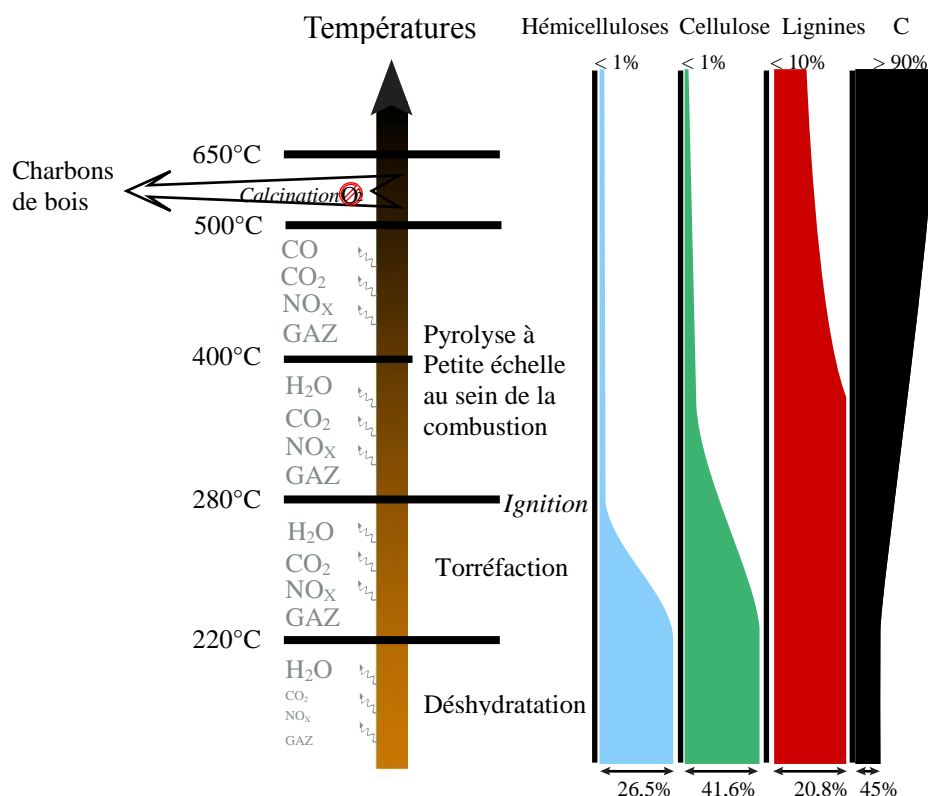 Températures
Hémicelluloses Cellulose Lignines C
< 1% < 1% < 10% > 90%
650°C
Charbons
de bois
Calcination O₂
500°C
CO
CO₂
NOX
GAZ
400°C
Pyrolyse à
Petite échelle
au sein de la
combustion
H₂O
CO₂
NOX
GAZ
280°C
Ignition
H₂O
CO₂
NOX
GAZ
Torréfaction
220°C
H₂O
CO₂
NOX
GAZ
Déshydratation
26,5% 41,6% 20,8% 45%